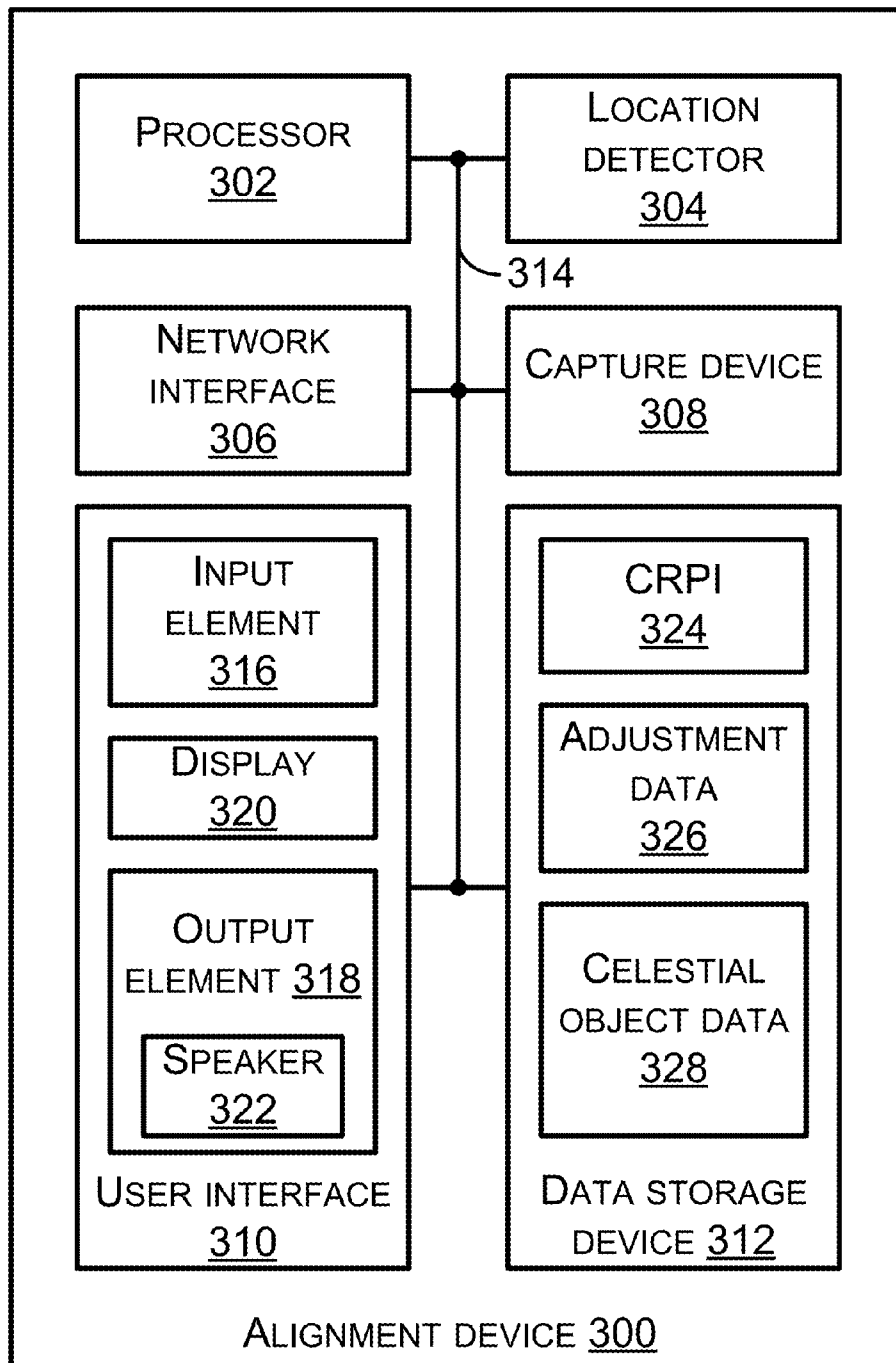 PROCESSOR
302
LOCATION
DETECTOR
304
314
NETWORK
INTERFACE
306
CAPTURE DEVICE
308
INPUT
ELEMENT
316
DISPLAY
320
OUTPUT
ELEMENT 318
SPEAKER
322
USER INTERFACE
310
CRPI
324
ADJUSTMENT
DATA
326
CELESTIAL
OBJECT DATA
328
DATA STORAGE
DEVICE 312
ALIGNMENT DEVICE 300